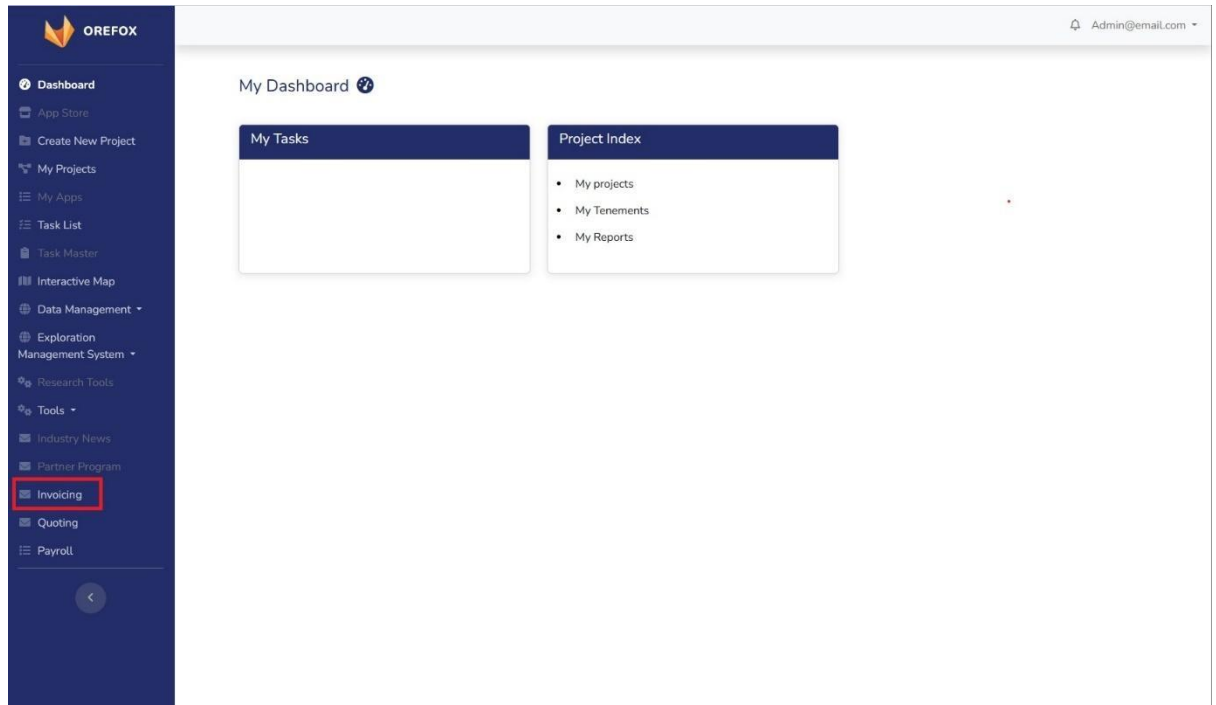 OREFOX
Admin@email.com
Dashboard
App Store
Create New Project
My Projects
My Apps
Task List
Task Master
Interactive Map
Data Management
Exploration
Management System
Research Tools
Tools
Industry News
Partner Program
Invoicing
Quoting
Payroll
My Dashboard
My Tasks
Project Index
My projects
My Tenements
My Reports